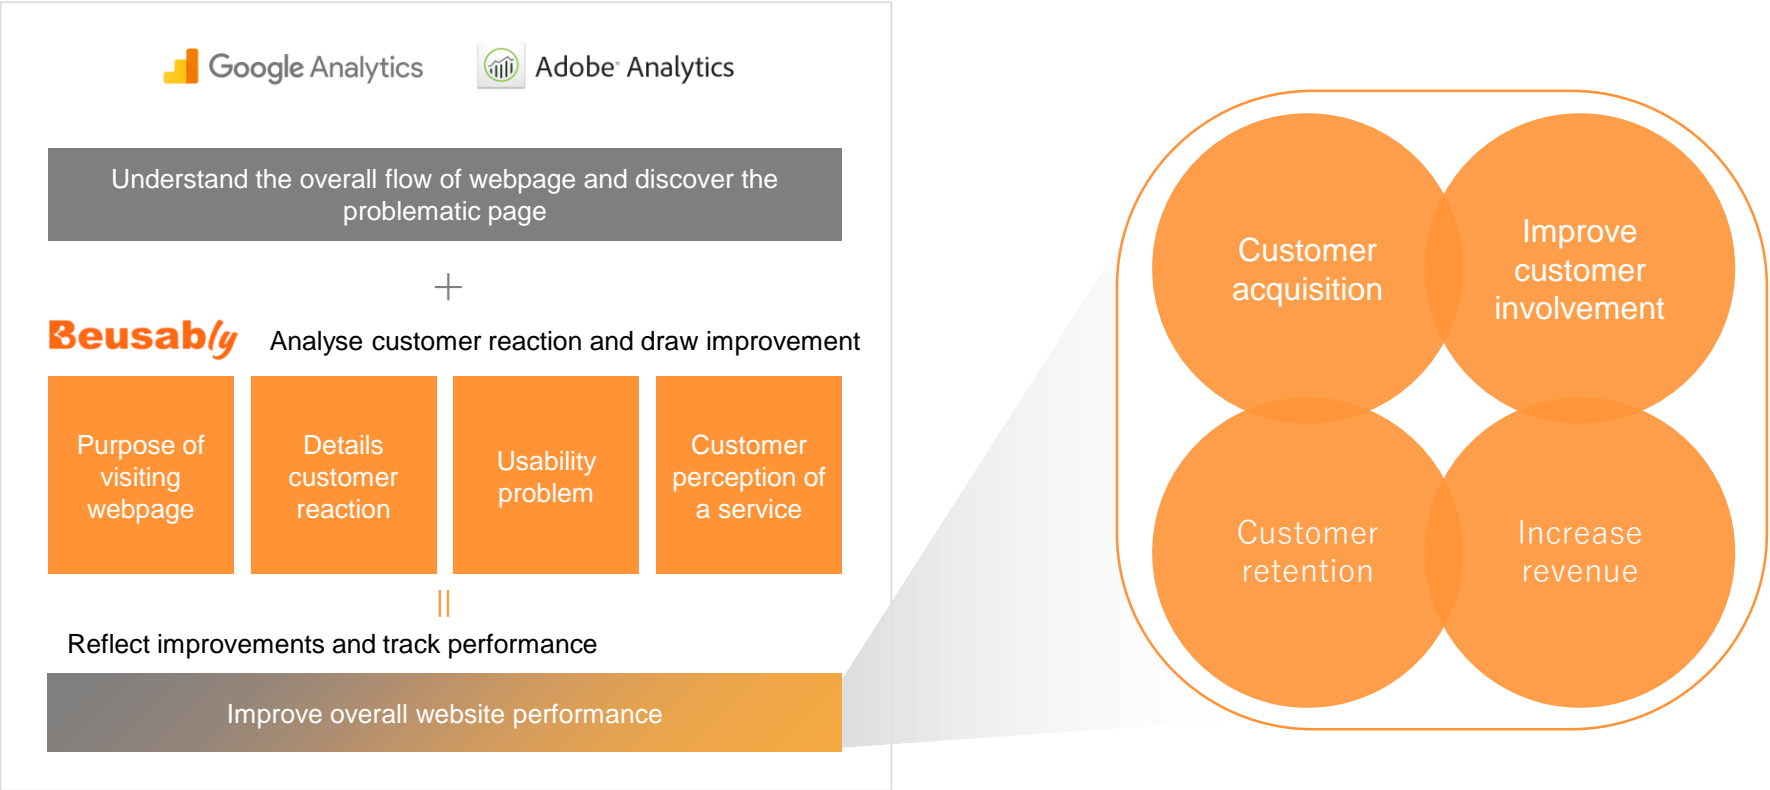 Google Analytics
Adobe Analytics
Understand the overall flow of webpage and discover the
problematic page
+
Beusably
Analyse customer reaction and draw improvement
Purpose of
visiting
webpage
Details
customer
reaction
Usability
problem
Customer
perception of
a service
Reflect improvements and track performance
Improve overall website performance
Customer
acquisition
Improve
customer
involvement
Customer
retention
Increase
revenue